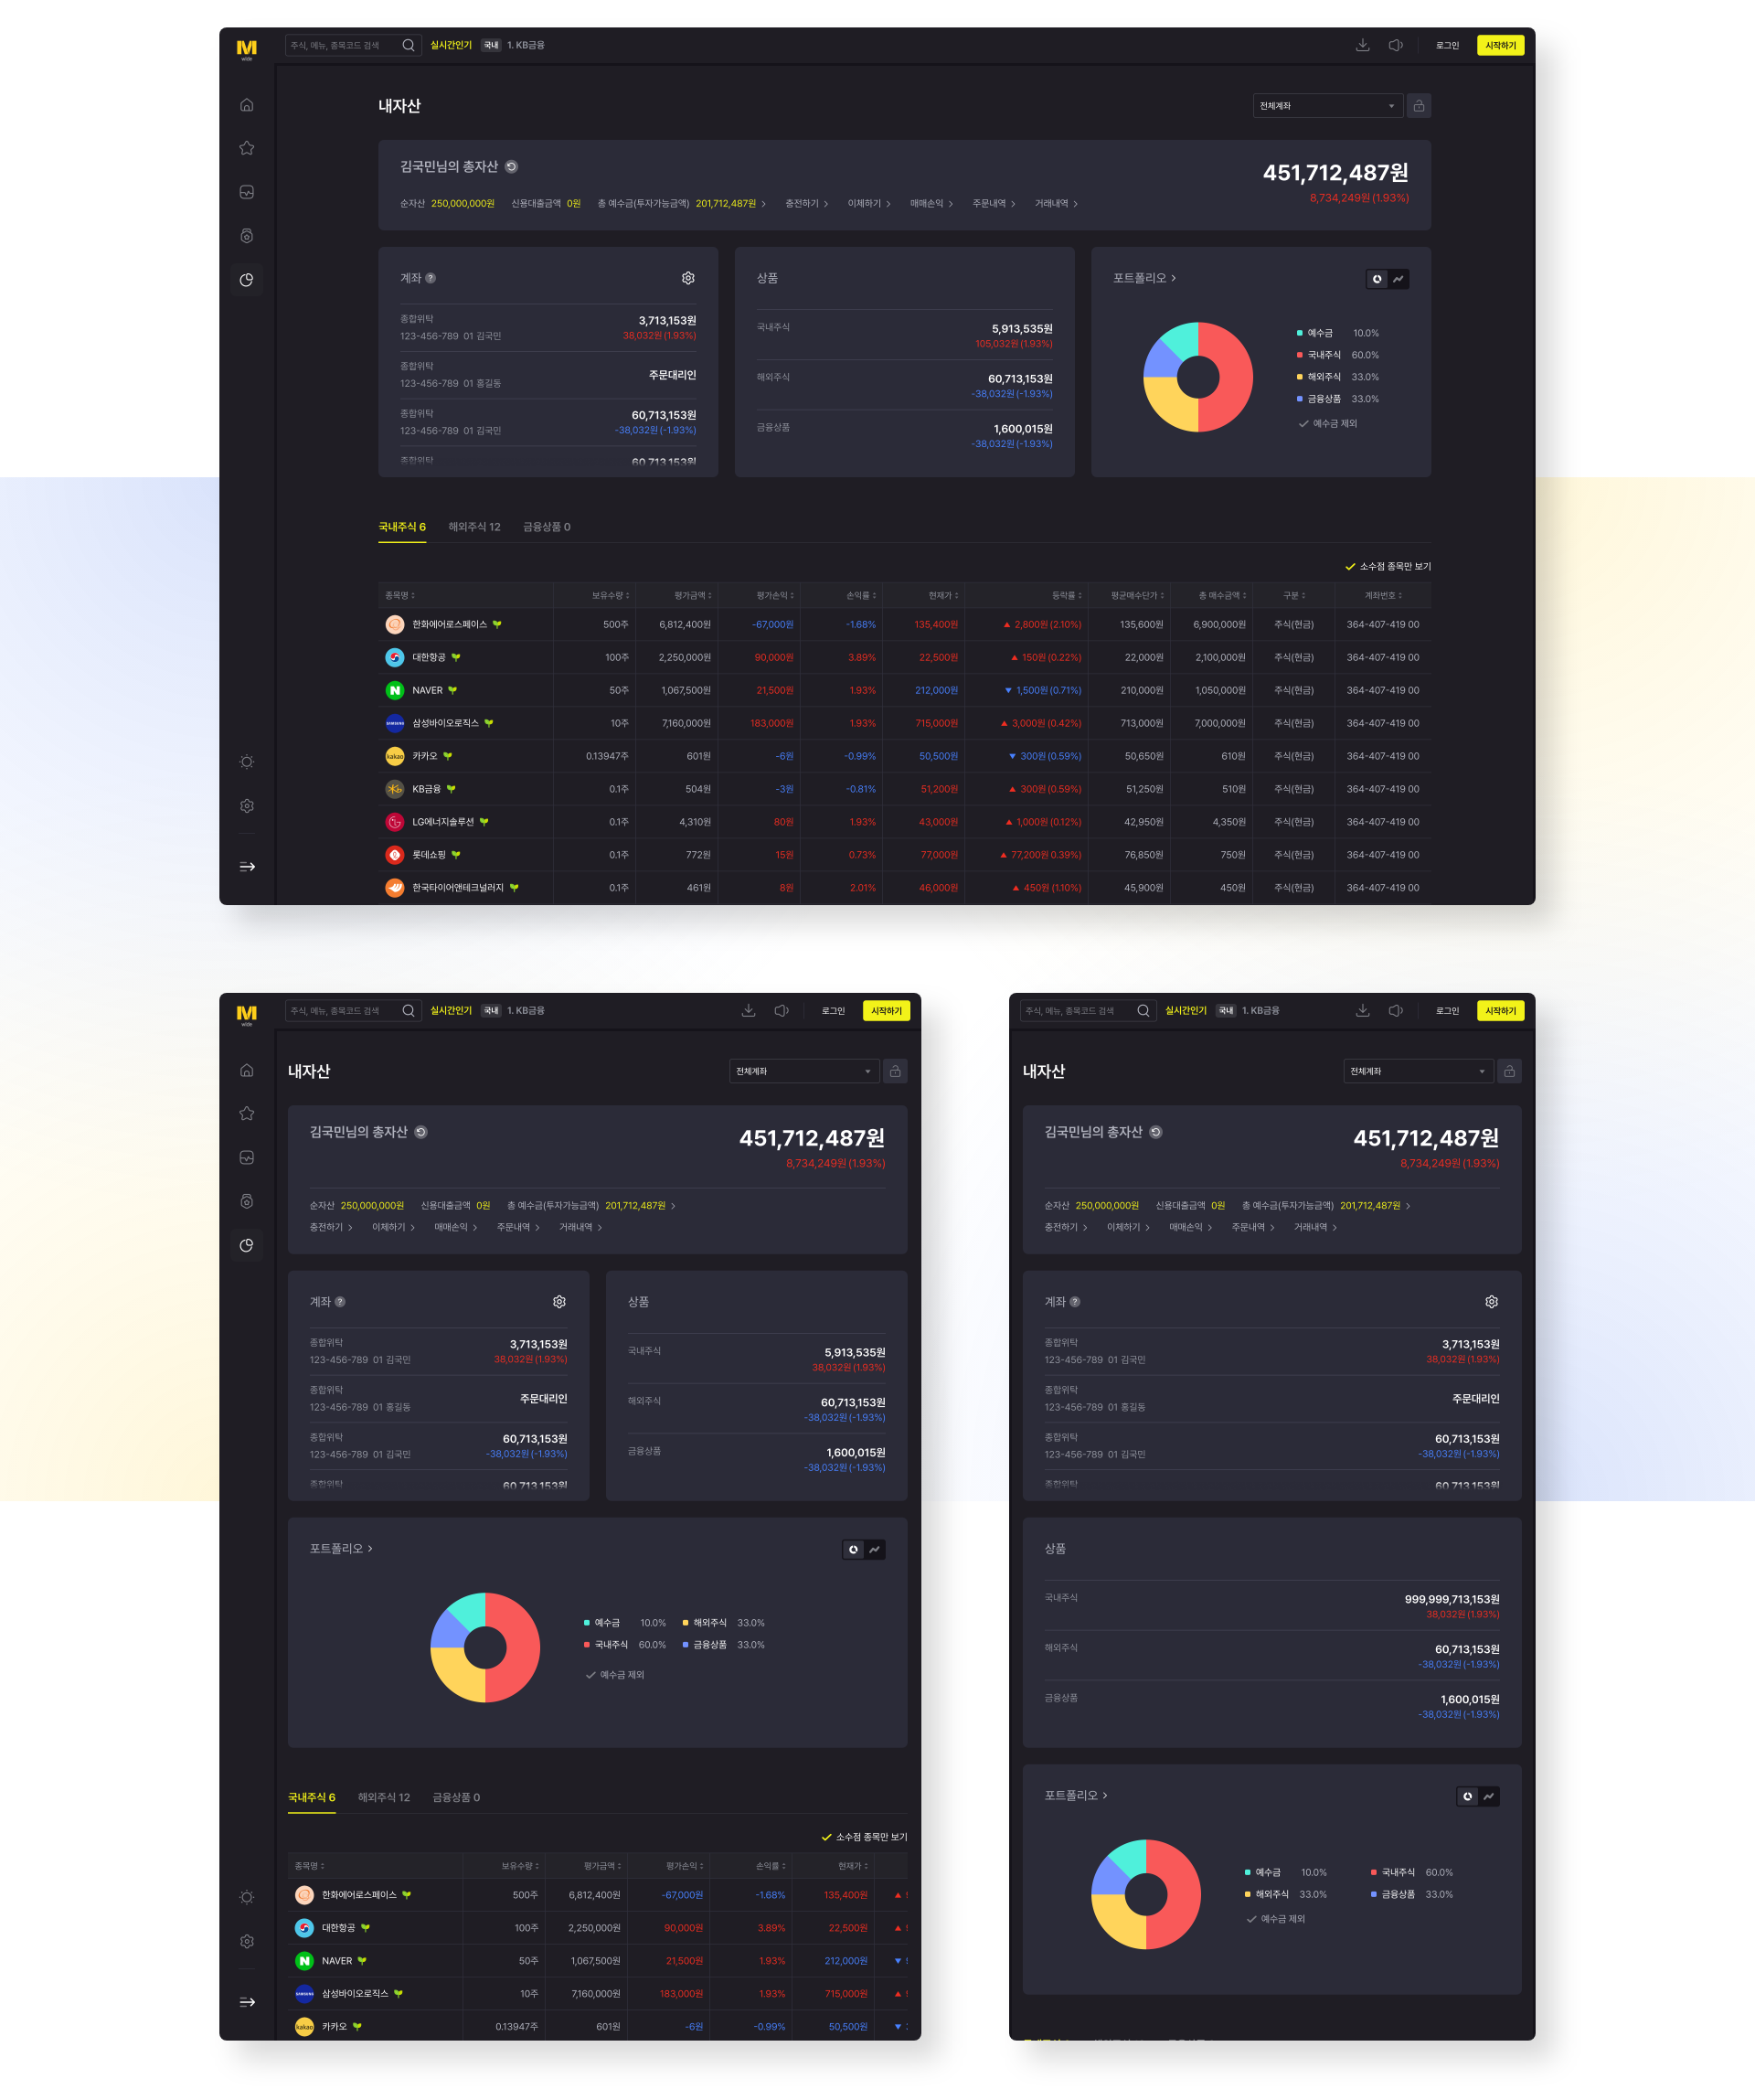 M
wide
주식, 메뉴, 종목코드 검색
실시간인기 국내 1. KB금융
로그인 시작하기
내자산
전체계좌
김국민님의 총자산
451,712,487원
8,734,249원 (1.93%)
순자산 250,000,000원 신용대출금액 0원 총 예수금(투자가능금액) 201,712,487원 > 충전하기 > 이체하기 > 매매손익 > 주문내역 > 거래내역 >
계좌 ?
종합위탁 3,713,153원
123-456-789 01 김국민 38,032원 (1.93%)
종합위탁
123-456-789 01 홍길동 주문대리인
종합위탁 60,713,153원
123-456-789 01 김국민 -38,032원 (-1.93%)
종합위탁 60,713,153원
상품
국내주식 5,913,535원
105,032원 (1.93%)
해외주식 60,713,153원
-38,032원 (-1.93%)
금융상품 1,600,015원
-38,032원 (-1.93%)
포트폴리오 >
예수금 10.0%
국내주식 60.0%
해외주식 33.0%
금융상품 33.0%
예수금 제외
국내주식 6 해외주식 12 금융상품 0
소수점 종목만 보기
종목명 보유수량 평가금액 평가손익 손익률 현재가 등락률 평균매수단가 총 매수금액 구분 계좌번호
한화에어로스페이스 500주 6,812,400원 -67,000원 -1.68% 135,400원 ▲ 2,800원 (2.10%) 135,600원 6,900,000원 주식(현금) 364-407-419 00
대한항공 100주 2,250,000원 90,000원 3.89% 22,500원 ▲ 150원 (0.22%) 22,000원 2,100,000원 주식(현금) 364-407-419 00
N NAVER 50주 1,067,500원 21,500원 1.93% 212,000원 ▼ 1,500원 (0.71%) 210,000원 1,050,000원 주식(현금) 364-407-419 00
SAMSUNG 삼성바이오로직스 10주 7,160,000원 183,000원 1.93% 715,000원 ▲ 3,000원 (0.42%) 713,000원 7,000,000원 주식(현금) 364-407-419 00
kakao 카카오 0.13947주 601원 -6원 -0.99% 50,500원 ▼ 300원 (0.59%) 50,650원 610원 주식(현금) 364-407-419 00
KB금융 0.1주 504원 -3원 -0.81% 51,200원 ▲ 300원 (0.59%) 51,250원 510원 주식(현금) 364-407-419 00
LG에너지솔루션 0.1주 4,310원 80원 1.93% 43,000원 ▲ 1,000원 (0.12%) 42,950원 4,350원 주식(현금) 364-407-419 00
롯데쇼핑 0.1주 772원 15원 0.73% 77,000원 ▲ 77,200원 0.39%) 76,850원 750원 주식(현금) 364-407-419 00
한국타이어앤테크널러지 0.1주 461원 8원 2.01% 46,000원 ▲ 450원 (1.10%) 45,900원 450원 주식(현금) 364-407-419 00
M
wide
주식, 메뉴, 종목코드 검색
실시간인기 국내 1. KB금융
로그인 시작하기
내자산
전체계좌
김국민님의 총자산
451,712,487원
8,734,249원 (1.93%)
순자산 250,000,000원 신용대출금액 0원 총 예수금(투자가능금액) 201,712,487원 >
충전하기 > 이체하기 > 매매손익 > 주문내역 > 거래내역 >
계좌 ?
종합위탁 3,713,153원
123-456-789 01 김국민 38,032원 (1.93%)
종합위탁
123-456-789 01 홍길동 주문대리인
종합위탁 60,713,153원
123-456-789 01 김국민 -38,032원 (-1.93%)
종합위탁 60,713,153원
상품
국내주식 5,913,535원
38,032원 (1.93%)
해외주식 60,713,153원
-38,032원 (-1.93%)
금융상품 1,600,015원
-38,032원 (-1.93%)
포트폴리오 >
예수금 10.0% 해외주식 33.0%
국내주식 60.0% 금융상품 33.0%
예수금 제외
국내주식 6 해외주식 12 금융상품 0
소수점 종목만 보기
종목명 보유수량 평가금액 평가손익 손익률 현재가
한화에어로스페이스 500주 6,812,400원 -67,000원 -1.68% 135,400원 ▲
대한항공 100주 2,250,000원 90,000원 3.89% 22,500원 ▲
N NAVER 50주 1,067,500원 21,500원 1.93% 212,000원 ▼
SAMSUNG 삼성바이오로직스 10주 7,160,000원 183,000원 1.93% 715,000원 ▲
kakao 카카오 0.13947주 601원 -6원 -0.99% 50,500원 ▼
주식, 메뉴, 종목코드 검색
실시간인기 국내 1. KB금융
로그인 시작하기
내자산
전체계좌
김국민님의 총자산
451,712,487원
8,734,249원 (1.93%)
순자산 250,000,000원 신용대출금액 0원 총 예수금(투자가능금액) 201,712,487원 >
충전하기 > 이체하기 > 매매손익 > 주문내역 > 거래내역 >
계좌 ?
종합위탁 3,713,153원
123-456-789 01 김국민 38,032원 (1.93%)
종합위탁
123-456-789 01 홍길동 주문대리인
종합위탁 60,713,153원
123-456-789 01 김국민 -38,032원 (-1.93%)
종합위탁 60,713,153원
상품
국내주식 999,999,713,153원
38,032원 (1.93%)
해외주식 60,713,153원
-38,032원 (-1.93%)
금융상품 1,600,015원
-38,032원 (-1.93%)
포트폴리오 >
예수금 10.0% 국내주식 60.0%
해외주식 33.0% 금융상품 33.0%
예수금 제외